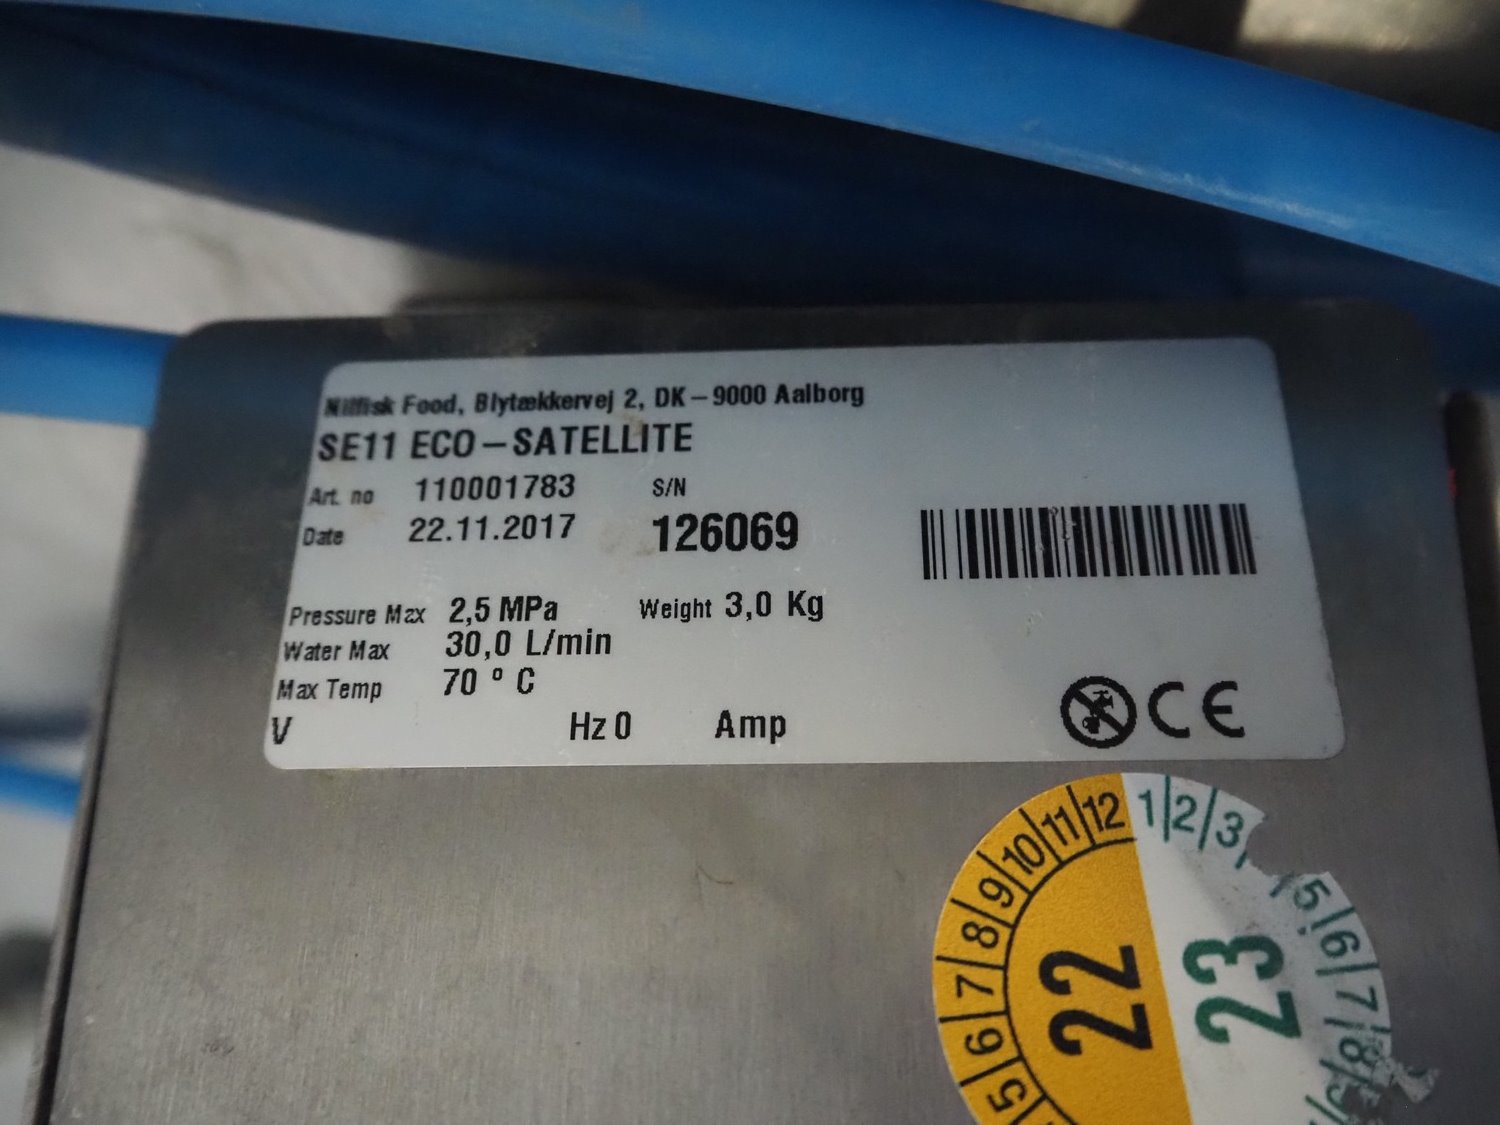 Nilfisk Food, Blytækkervej 2, DK-9000 Aalborg
SE11 ECO-SATELLITE
Art. no 110001783 S/N
Date 22.11.2017 126069
Pressure Max 2,5 MPa Weight 3,0 Kg
Water Max 30,0 L/min
Max Temp 70 ° C
V Hz 0 Amp
CE
5 6 7 8 9 10 11 12 1 2 3 5 6 7 8 9
22 23